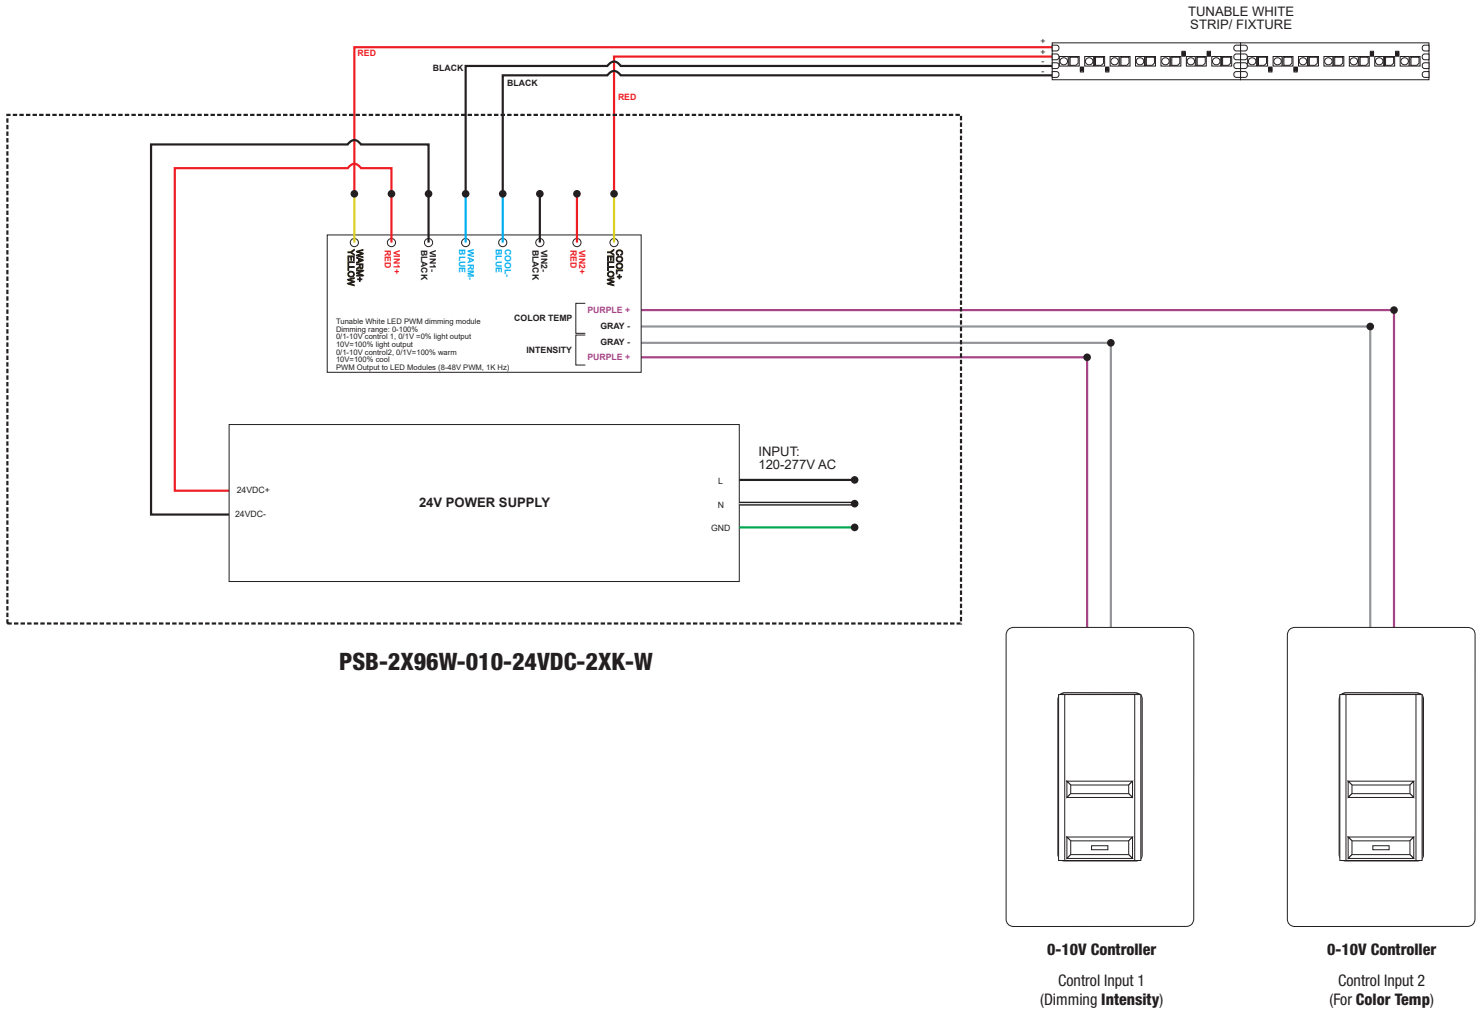 TUNABLE WHITE
STRIP/ FIXTURE
+
+
-
-
RED
BLACK
BLACK
RED
WARM+
YELLOW
VIN1+
RED
VIN1-
BLACK
WARM-
BLUE
COOL-
BLUE
VIN2-
BLACK
VIN2+
RED
COOL+
YELLOW
COLOR TEMP
PURPLE +
GRAY -
INTENSITY
GRAY -
PURPLE +
Tunable White LED PWM dimming module
Dimming range: 0-100%
0/1-10V control 1, 0/1V =0% light output
10V=100% light output
0/1-10V control2, 0/1V=100% warm
10V=100% cool
PWM Output to LED Modules (8-48V PWM, 1K Hz)
INPUT:
120-277V AC
24VDC+
24VDC-
24V POWER SUPPLY
L
N
GND
PSB-2X96W-010-24VDC-2XK-W
0-10V Controller
Control Input 1
(Dimming Intensity)
0-10V Controller
Control Input 2
(For Color Temp)